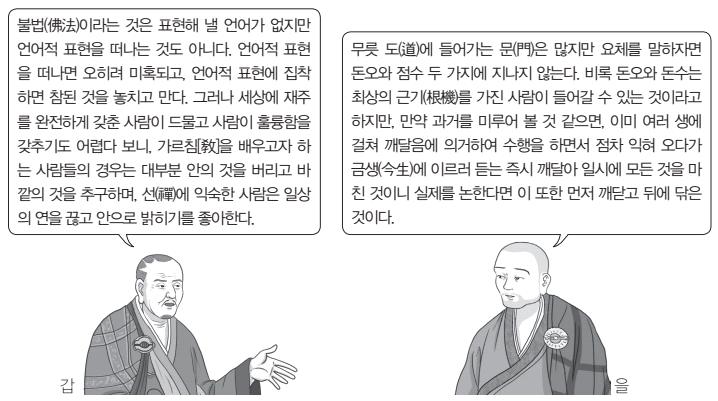 불법(佛法)이라는 것은 표현해 낼 언어가 없지만
언어적 표현을 떠나는 것도 아니다. 언어적 표현
을 떠나면 오히려 미혹되고, 언어적 표현에 집착
하면 참된 것을 놓치고 만다. 그러나 세상에 재주
를 완전하게 갖춘 사람이 드물고 사람이 훌륭함을
갖추기도 어렵다 보니, 가르침[敎]을 배우고자 하
는 사람들의 경우는 대부분 안의 것을 버리고 바
깥의 것을 추구하며, 선(禪)에 익숙한 사람은 일상
의 연을 끊고 안으로 밝히기를 좋아한다.
갑
무릇 도(道)에 들어가는 문(門)은 많지만 요체를 말하자면
돈오와 점수 두 가지에 지나지 않는다. 비록 돈오와 돈수는
최상의 근기(根機)를 가진 사람이 들어갈 수 있는 것이라고
하지만, 만약 과거를 미루어 볼 것 같으면, 이미 여러 생에
걸쳐 깨달음에 의거하여 수행을 하면서 점차 익혀 오다가
금생(今生)에 이르러 듣는 즉시 깨달아 일시에 모든 것을 마
친 것이니 실제를 논한다면 이 또한 먼저 깨닫고 뒤에 닦은
것이다.
을